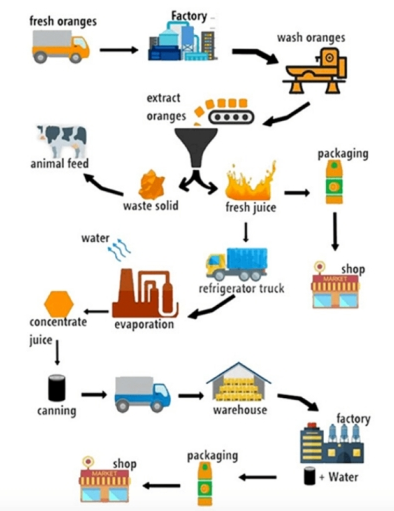 fresh oranges
Factory
wash oranges
extract
oranges
packaging
animal feed
waste solid
fresh juice
water
shop
MARKET
refrigerator truck
concentrate
juice
evaporation
canning
warehouse
factory
+ Water
packaging
shop
MARKET